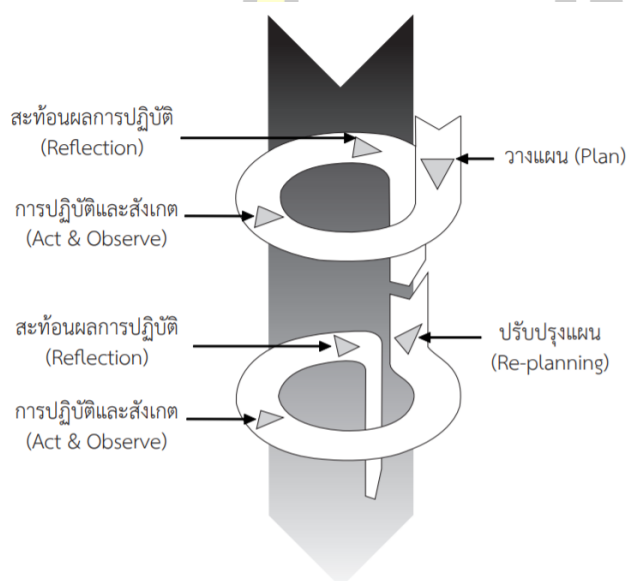 สะท้อนผลการปฏิบัติ
(Reflection)
วางแผน (Plan)
การปฏิบัติและสังเกต
(Act & Observe)
สะท้อนผลการปฏิบัติ
(Reflection)
ปรับปรุงแผน
(Re-planning)
การปฏิบัติและสังเกต
(Act & Observe)